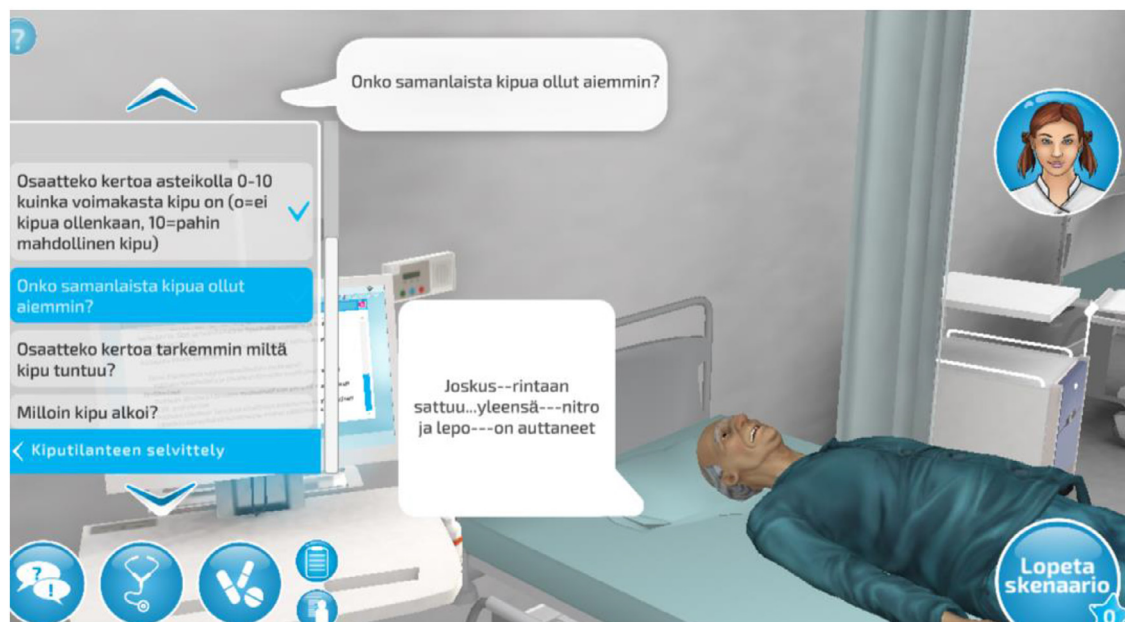 ?
Onko samanlaista kipua ollut aiemmin?
Osaatteko kertoa asteikolla 0-10
kuinka voimakasta kipu on (o=ei
kipua ollenkaan, 10=pahin
mahdollinen kipu)
Onko samanlaista kipua ollut
aiemmin?
Osaatteko kertoa tarkemmin miltä
kipu tuntuu?
Milloin kipu alkoi?
Kiputilanteen selvittely
Joskus--rintaan
sattuu...yleensä---nitro
ja lepo---on auttaneet
? !
Lopeta
skenaario
0